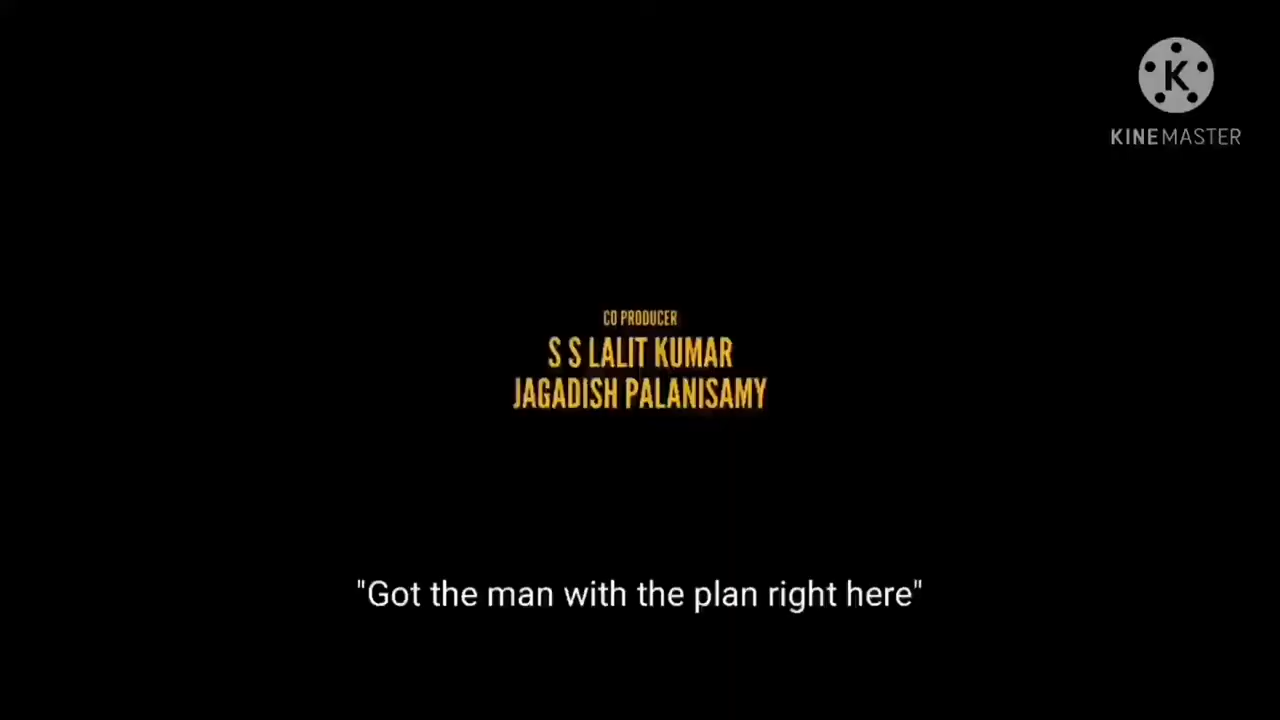 K
KINEMASTER
CO PRODUCER
S S LALIT KUMAR
JAGADISH PALANISAMY
"Got the man with the plan right here"